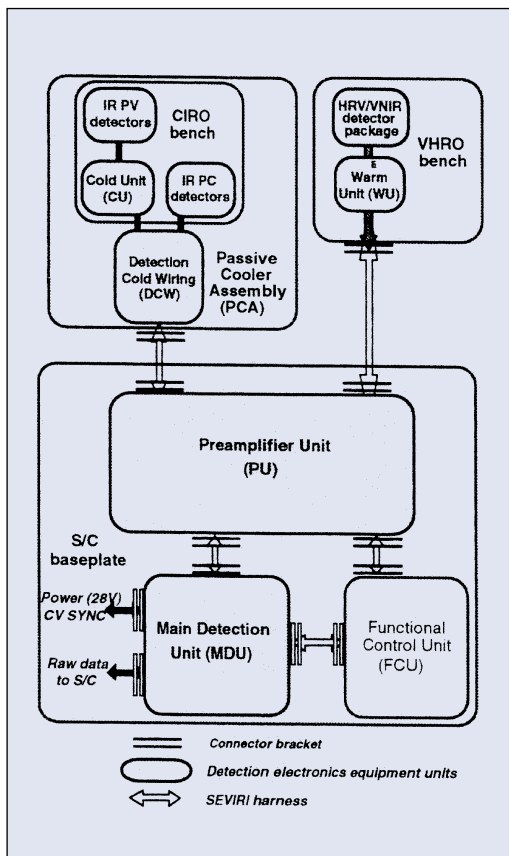 IR PV
detectors
CIRO
bench
Cold Unit
(CU)
IR PC
detectors
Detection
Cold Wiring
(DCW)
Passive
Cooler
Assembly
(PCA)
HRV/VNIR
detector
package
VHRO
bench
Warm
Unit (WU)
Preamplifier Unit
(PU)
S/C
baseplate
Power (28V)
CV SYNC
Raw data
to S/C
Main Detection
Unit (MDU)
Functional
Control Unit
(FCU)
Connector bracket
Detection electronics equipment units
SEVIRI harness